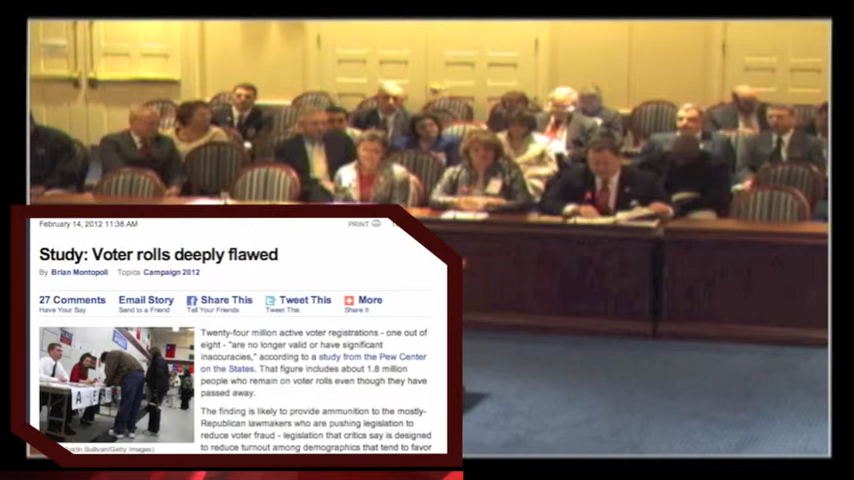 February 14, 2012 11:38 AM
PRINT
Study: Voter rolls deeply flawed
By Brian Montopoli Topics Campaign 2012
27 Comments Email Story Share This Tweet This More
Have Your Say Send to a Friend Tell Your Friends Tweet This Share It
Twenty-four million active voter registrations - one out of
eight - "are no longer valid or have significant
inaccuracies," according to a study from the Pew Center
on the States. That figure includes about 1.8 million
people who remain on voter rolls even though they have
passed away.
The finding is likely to provide ammunition to the mostly-
Republican lawmakers who are pushing legislation to
reduce voter fraud - legislation that critics say is designed
to reduce turnout among demographics that tend to favor
A
Sullivan/Getty Images)